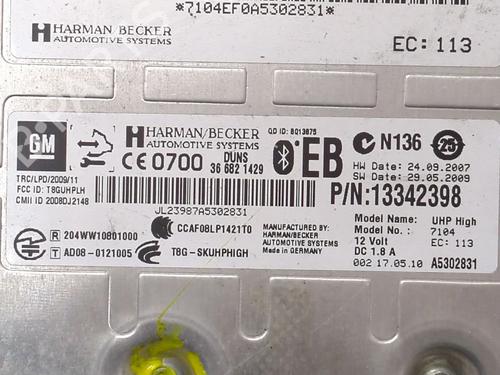 *7104EF0A5302831*
HARMAN/BECKER
AUTOMOTIVE SYSTEMS
EC: 113
GM
HARMAN/BECKER
AUTOMOTIVE SYSTEMS
CE 0700 DUNS
36 682 1429
QD ID: B013875
EB
N136
25
HW Date: 24.09.2007
SW Date: 29.05.2009
P/N:13342398
TRC/LPD/2009/11
FCC ID: T8GUHPLH
CMII ID 2008DJ2148
JL23987A5302831
R 204WW10801000
T AD08-0121005
CCAF08LP1421T0
T8G-SKUHPHIGH
MANUFACTURED BY:
HARMAN/BECKER
AUTOMOTIVE SYSTEMS
Made in GERMANY
Model Name: UHP High
Model No.: 7104
12 Volt EC: 113
DC 1.8 A
002 17.05.10 A5302831